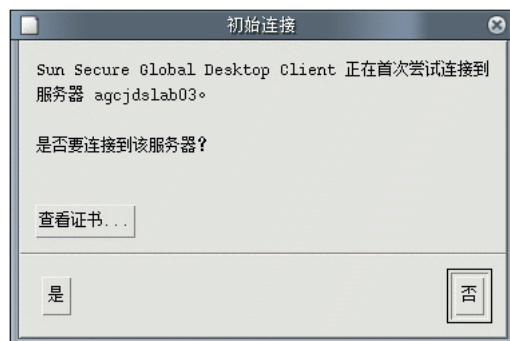 初始连接
Sun Secure Global Desktop Client 正在首次尝试连接到
服务器 agcjdslab03。
是否要连接到该服务器?
查看证书...
是
否